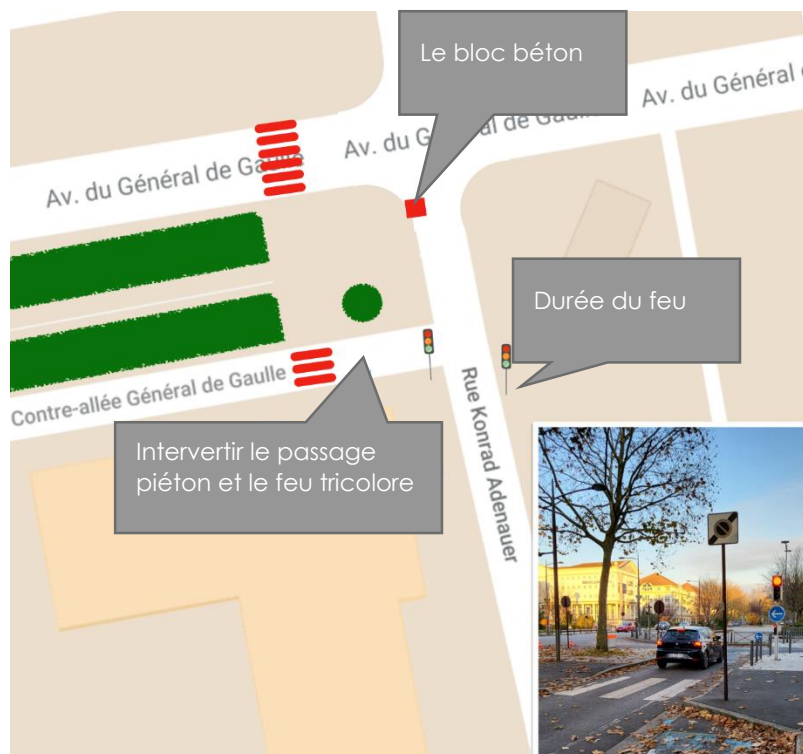 Le bloc béton
Av. du Général de
Av. du Général de Gaulle
Av. du Général de Gaulle
Durée du feu
Contre-allée Général de Gaulle
Rue Konrad Adenauer
Intervertir le passage
piéton et le feu tricolore